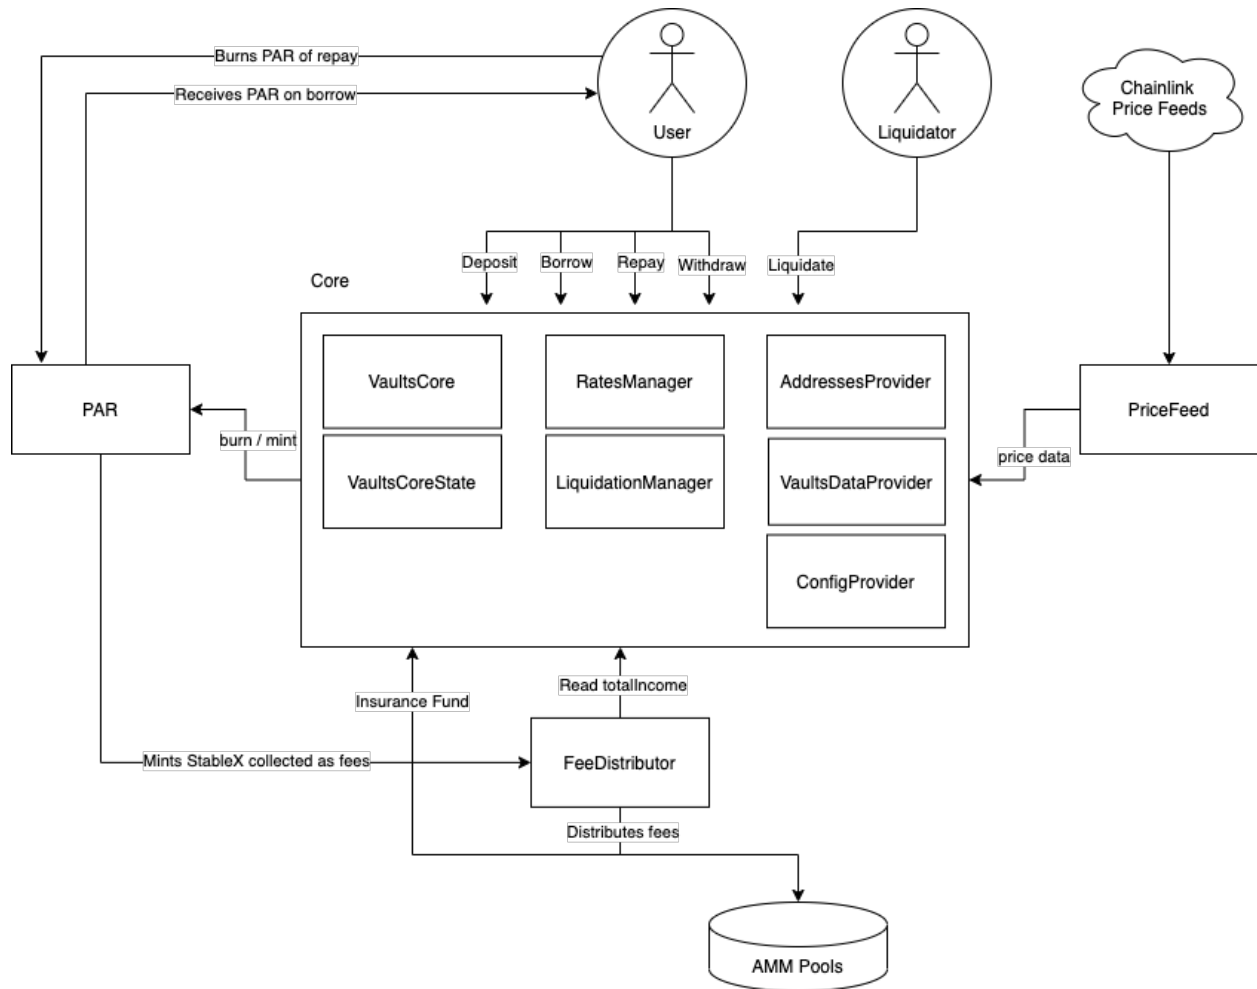 Burns PAR of repay
Receives PAR on borrow
User
Liquidator
Chainlink
Price Feeds
Deposit
Borrow
Repay
Withdraw
Liquidate
Core
VaultsCore
RatesManager
AddressesProvider
PAR
PriceFeed
burn / mint
price data
VaultsCoreState
LiquidationManager
VaultsDataProvider
ConfigProvider
Insurance Fund
Read totalIncome
Mints StableX collected as fees
FeeDistributor
Distributes fees
AMM Pools